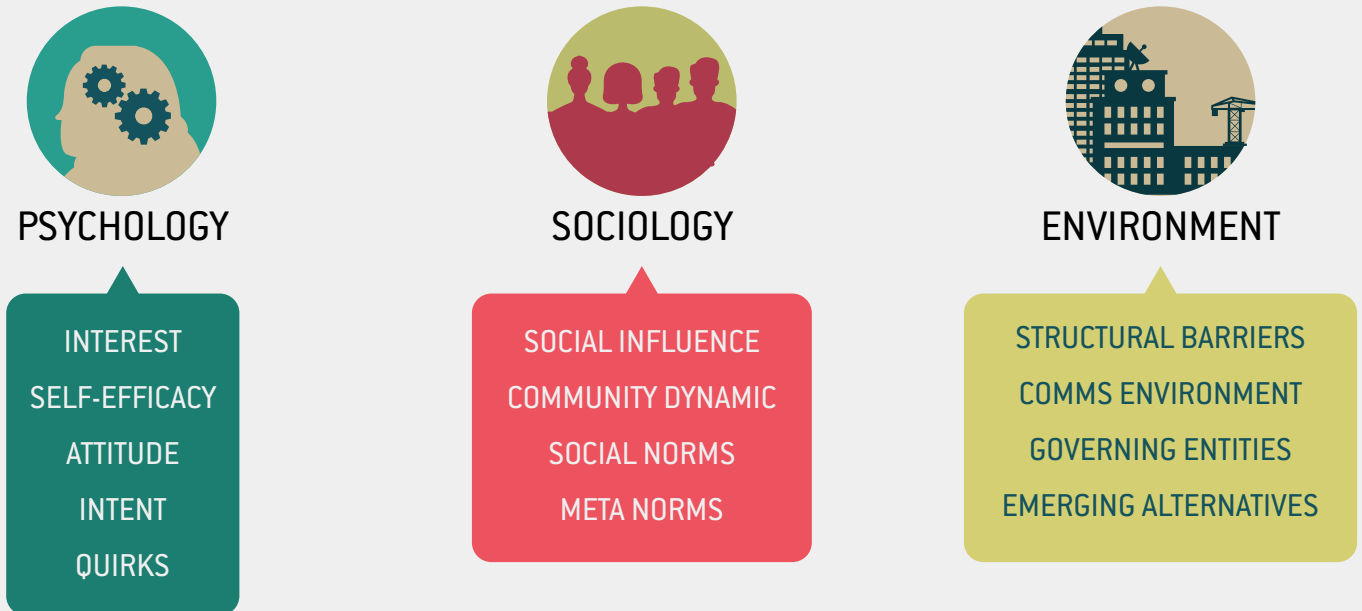 PSYCHOLOGY
INTEREST
SELF-EFFICACY
ATTITUDE
INTENT
QUIRKS
SOCIOLOGY
SOCIAL INFLUENCE
COMMUNITY DYNAMIC
SOCIAL NORMS
META NORMS
ENVIRONMENT
STRUCTURAL BARRIERS
COMMS ENVIRONMENT
GOVERNING ENTITIES
EMERGING ALTERNATIVES